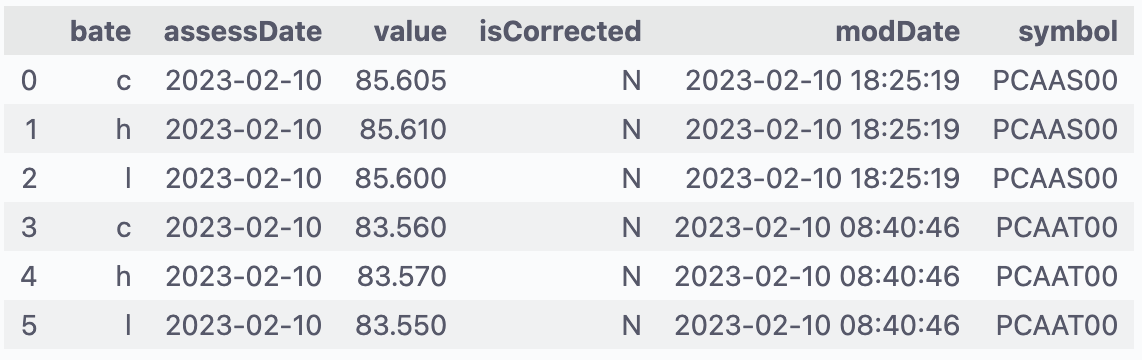 bate assessDate value isCorrected modDate symbol
0 c 2023-02-10 85.605 N 2023-02-10 18:25:19 PCAAS00
1 h 2023-02-10 85.610 N 2023-02-10 18:25:19 PCAAS00
2 l 2023-02-10 85.600 N 2023-02-10 18:25:19 PCAAS00
3 c 2023-02-10 83.560 N 2023-02-10 08:40:46 PCAAT00
4 h 2023-02-10 83.570 N 2023-02-10 08:40:46 PCAAT00
5 l 2023-02-10 83.550 N 2023-02-10 08:40:46 PCAAT00